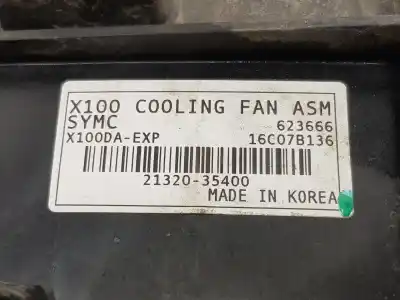 X100 COOLING FAN ASM
SYMC 623666
X100DA-EXP 16C07B136
21320-35400
MADE IN KOREA